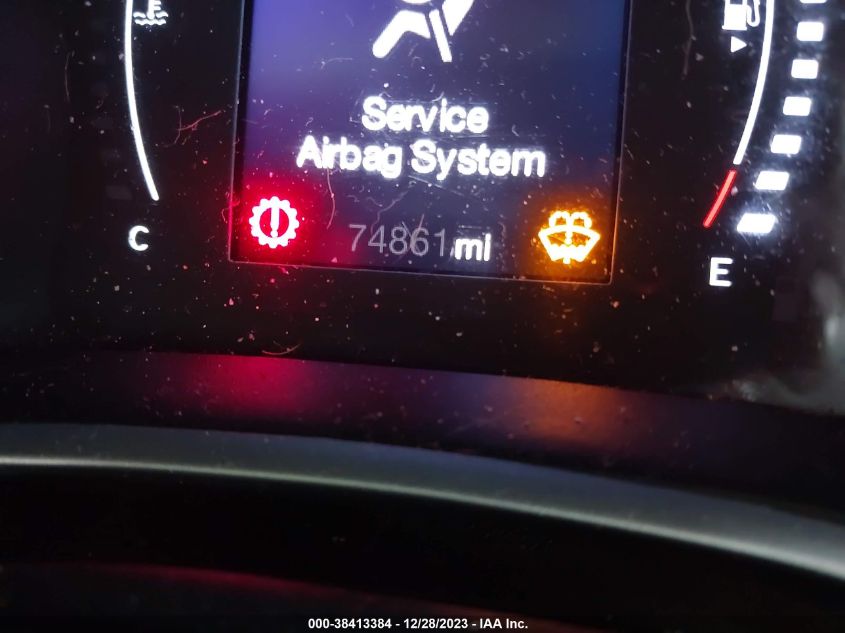 Service
Airbag System
74861 mi
C
E
000-38413384 - 12/28/2023 - IAA Inc.